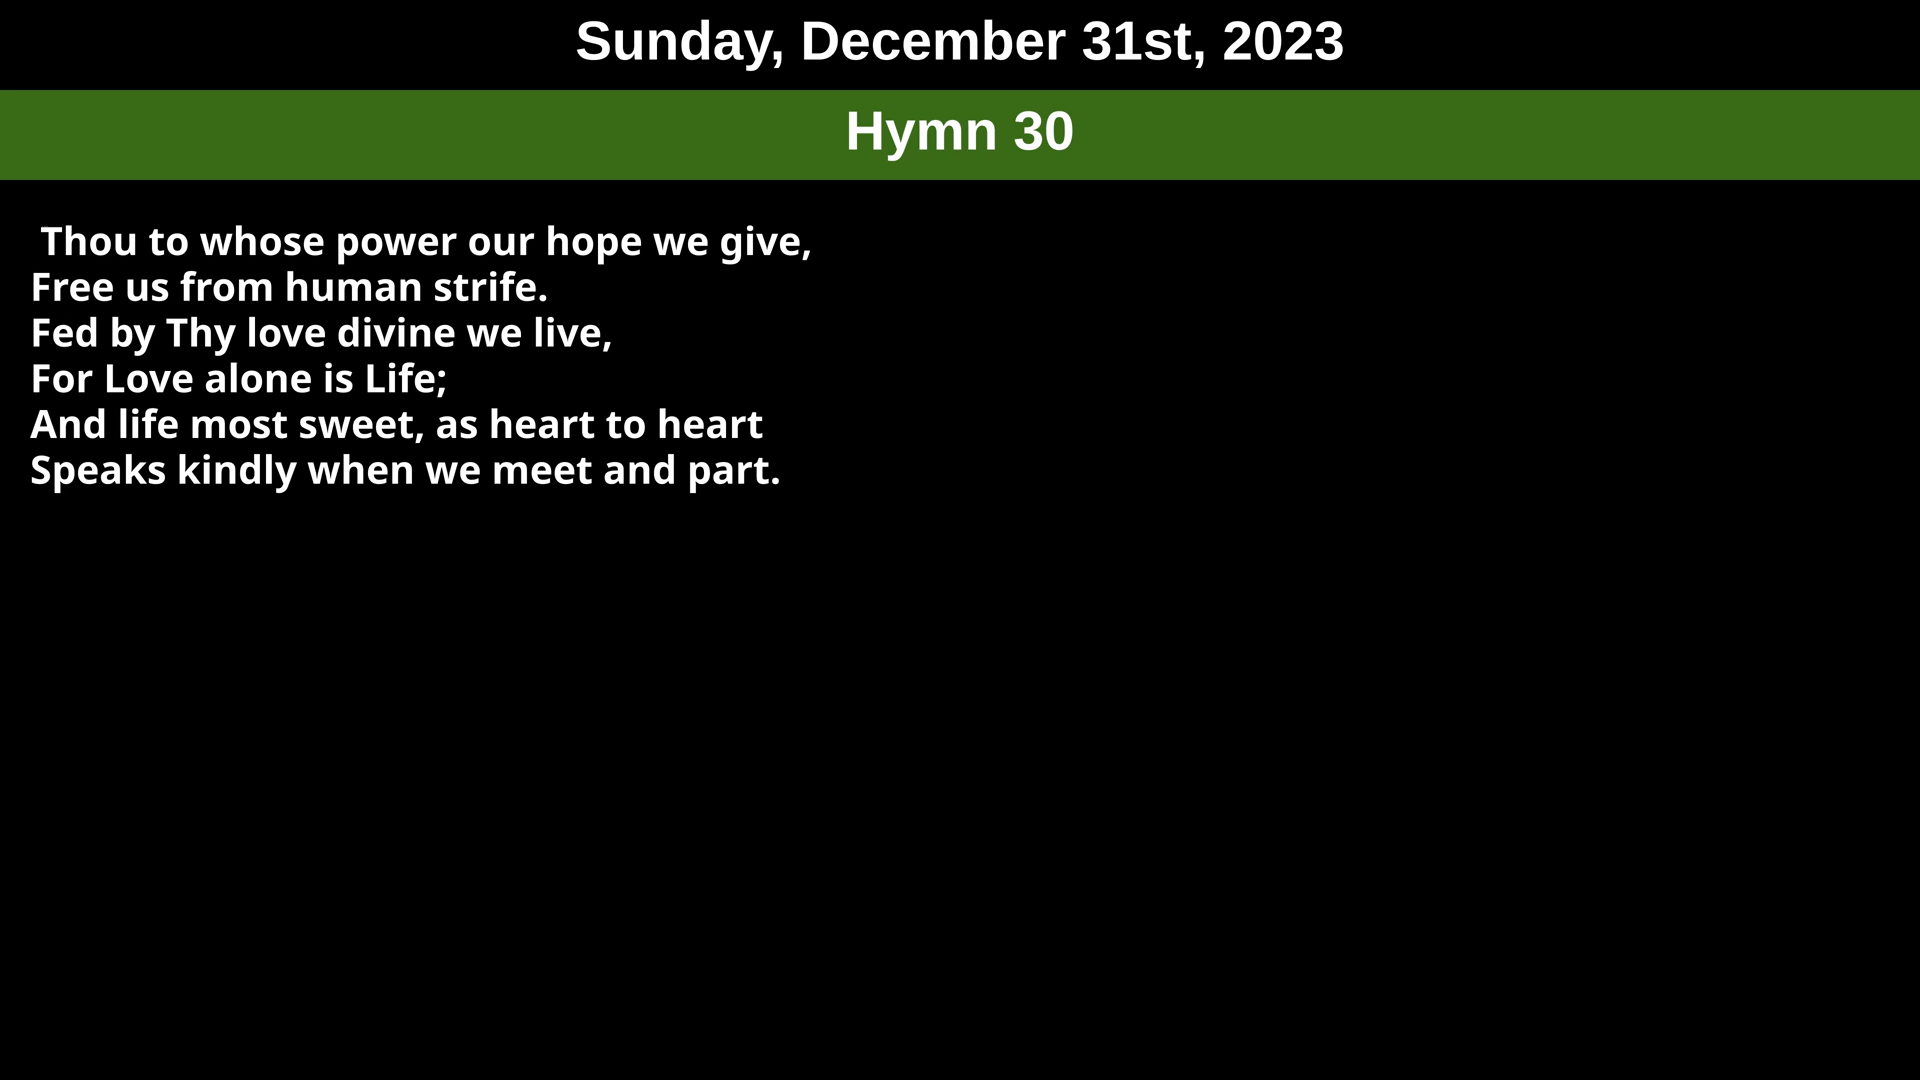 Sunday, December 31st, 2023
Hymn 30
Thou to whose power our hope we give,
Free us from human strife.
Fed by Thy love divine we live,
For Love alone is Life;
And life most sweet, as heart to heart
Speaks kindly when we meet and part.